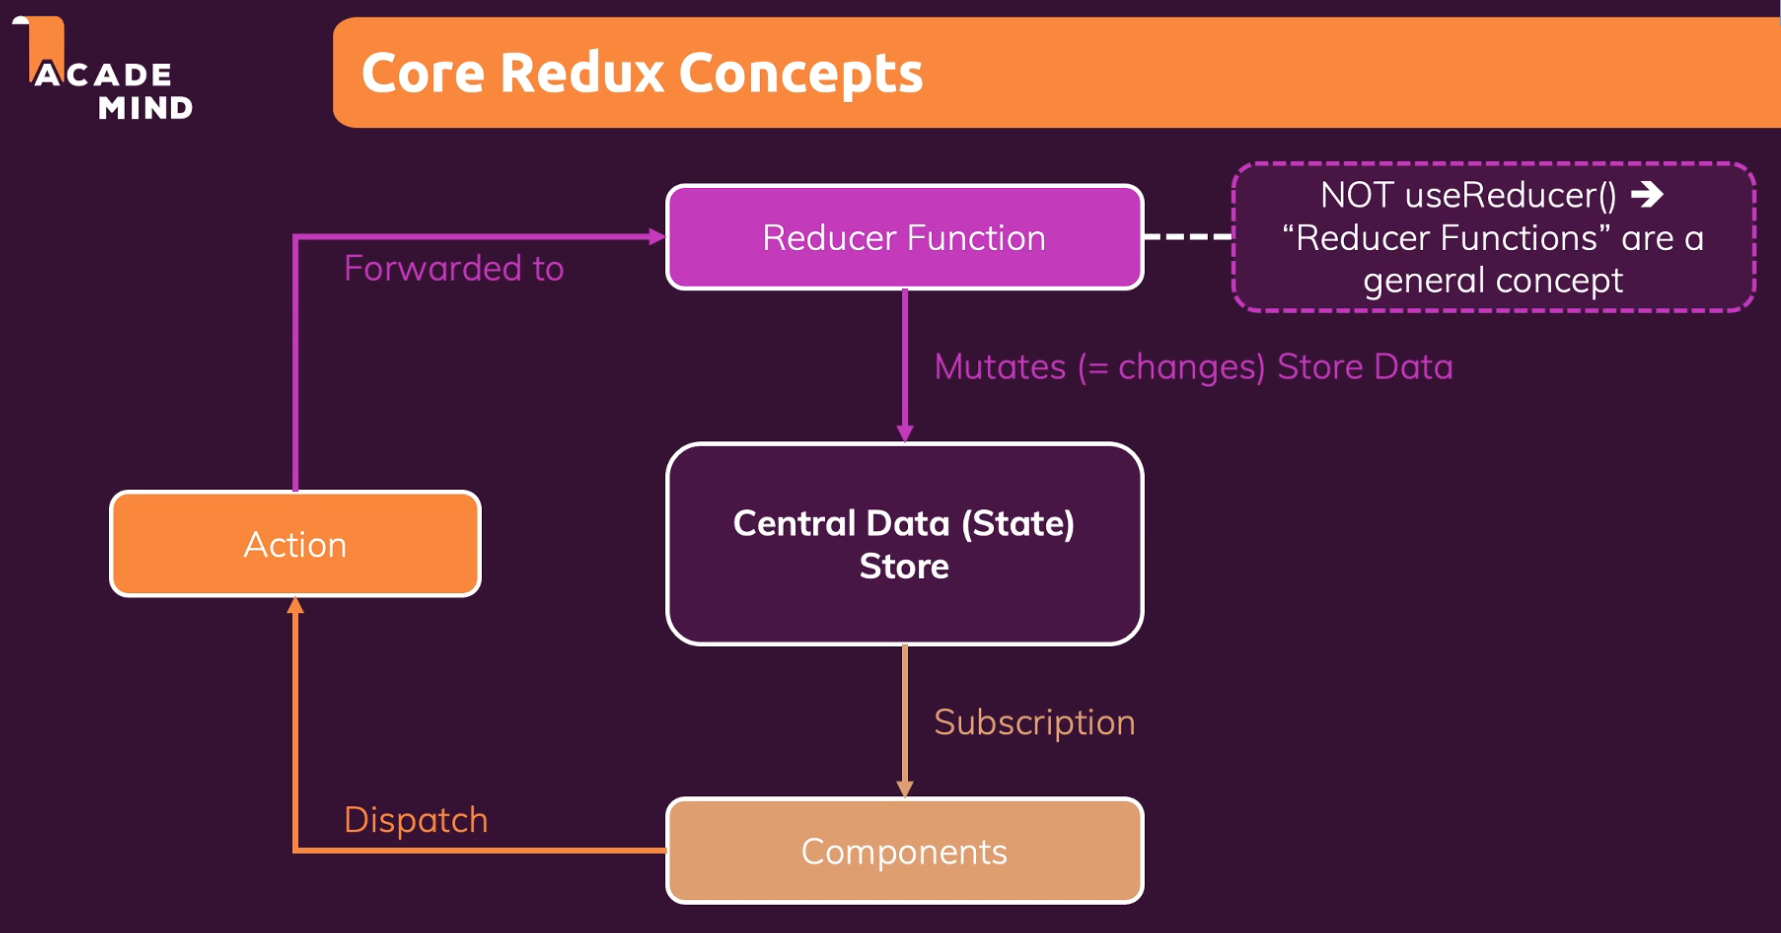 ACADE
MIND
Core Redux Concepts
Reducer Function
NOT useReducer() 🡪
“Reducer Functions” are a
general concept
Forwarded to
Mutates (= changes) Store Data
Action
Central Data (State)
Store
Subscription
Dispatch
Components